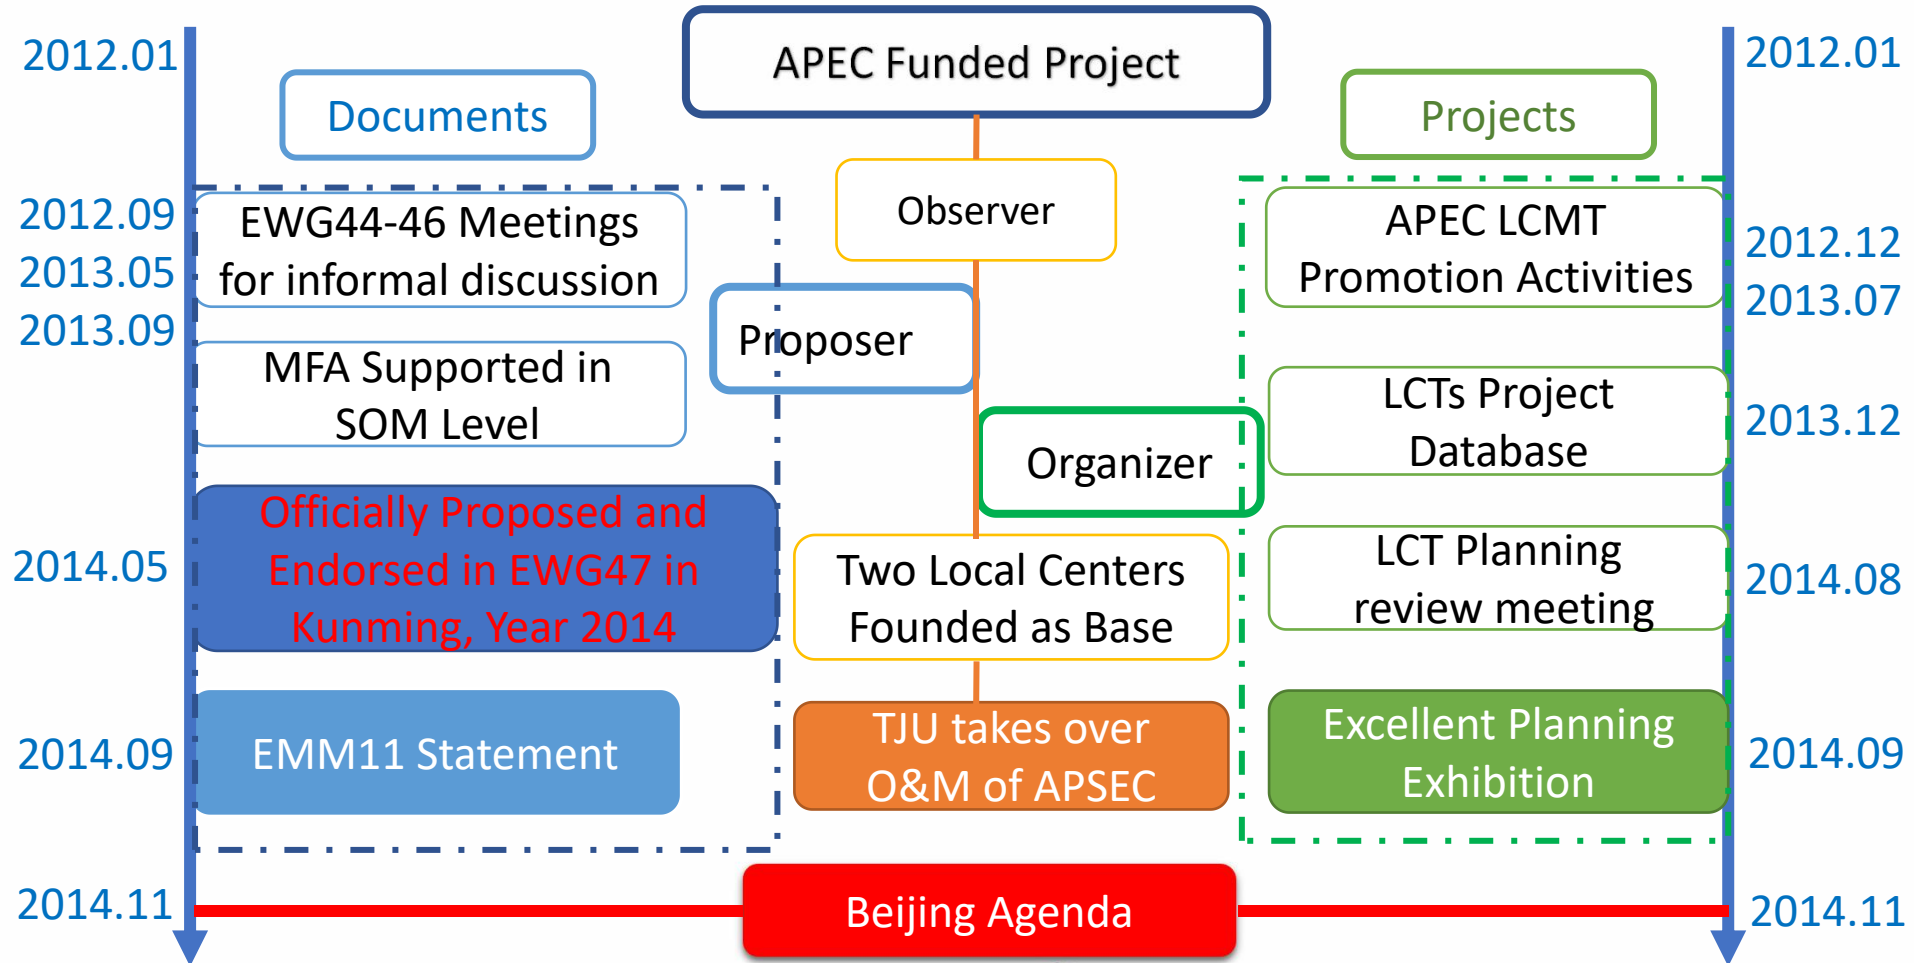 2012.01
APEC Funded Project
2012.01
Documents
Projects
2012.09
2013.05
2013.09
EWG44-46 Meetings
for informal discussion
Observer
APEC LCMT
Promotion Activities
2012.12
2013.07
Proposer
MFA Supported in
SOM Level
LCTs Project
Database
2013.12
Organizer
2014.05
Officially Proposed and
Endorsed in EWG47 in
Kunming, Year 2014
Two Local Centers
Founded as Base
LCT Planning
review meeting
2014.08
2014.09
EMM11 Statement
TJU takes over
O&M of APSEC
Excellent Planning
Exhibition
2014.09
2014.11
Beijing Agenda
2014.11